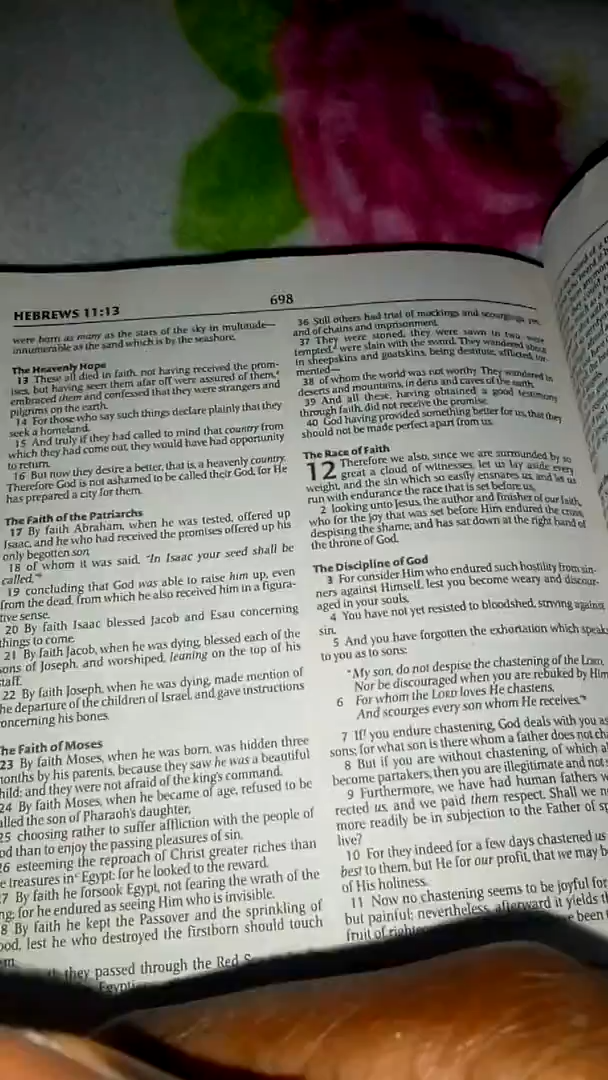 HEBREWS 11:13
698
were born as many as the stars of the sky in multitude—
innumerable as the sand which is by the seashore.
The Heavenly Hope
13 These all died in faith, not having received the prom-
ises, but having seen them afar off were assured of them,
embraced them and confessed that they were strangers and
pilgrims on the earth.
14 For those who say such things declare plainly that they
seek a homeland.
15 And truly if they had called to mind that country from
which they had come out, they would have had opportunity
to return.
16 But now they desire a better, that is, a heavenly country.
Therefore God is not ashamed to be called their God, for He
has prepared a city for them.
The Faith of the Patriarchs
17 By faith Abraham, when he was tested, offered up
Isaac, and he who had received the promises offered up his
only begotten son,
18 of whom it was said, "In Isaac your seed shall be
called,"
19 concluding that God was able to raise him up, even
from the dead, from which he also received him in a figura-
tive sense.
20 By faith Isaac blessed Jacob and Esau concerning
things to come.
21 By faith Jacob, when he was dying, blessed each of the
sons of Joseph, and worshiped, leaning on the top of his
staff.
22 By faith Joseph, when he was dying, made mention of
he departure of the children of Israel, and gave instructions
oncerning his bones.
he Faith of Moses
23 By faith Moses, when he was born, was hidden three
months by his parents, because they saw he was a beautiful
hild; and they were not afraid of the king's command.
24 By faith Moses, when he became of age, refused to be
alled the son of Pharaoh's daughter,
25 choosing rather to suffer affliction with the people of
od than to enjoy the passing pleasures of sin,
26 esteeming the reproach of Christ greater riches than
e treasures in Egypt; for he looked to the reward.
7 By faith he forsook Egypt, not fearing the wrath of the
ng; for he endured as seeing Him who is invisible.
8 By faith he kept the Passover and the sprinkling of
ood, lest he who destroyed the firstborn should touch
m.
they passed through the Red S
Egyptia
36 Still others had trial of mockings and scourgings, yes,
and of chains and imprisonment.
37 They were stoned, they were sawn in two, were
tempted, were slain with the sword. They wandered about
in sheepskins and goatskins, being destitute, afflicted, tor-
mented—
38 of whom the world was not worthy. They wandered in
deserts and mountains, in dens and caves of the earth.
39 And all these, having obtained a good testimony
through faith, did not receive the promise,
40 God having provided something better for us, that they
should not be made perfect apart from us.
The Race of Faith
12 Therefore we also, since we are surrounded by so
great a cloud of witnesses, let us lay aside every
weight, and the sin which so easily ensnares us, and let us
run with endurance the race that is set before us,
2 looking unto Jesus, the author and finisher of our faith,
who for the joy that was set before Him endured the cross,
despising the shame, and has sat down at the right hand of
the throne of God.
The Discipline of God
3 For consider Him who endured such hostility from sin-
ners against Himself, lest you become weary and discour-
aged in your souls.
4 You have not yet resisted to bloodshed, striving against
sin.
5 And you have forgotten the exhortation which speak
to you as to sons:
"My son, do not despise the chastening of the LORD,
Nor be discouraged when you are rebuked by Him
6 For whom the LORD loves He chastens,
And scourges every son whom He receives."
7 If you endure chastening, God deals with you as
sons; for what son is there whom a father does not cha
8 But if you are without chastening, of which al
become partakers, then you are illegitimate and not
9 Furthermore, we have had human fathers w
rected us, and we paid them respect. Shall we n
more readily be in subjection to the Father of sp
live?
10 For they indeed for a few days chastened us
best to them, but He for our profit, that we may b
of His holiness.
11 Now no chastening seems to be joyful for
but painful; nevertheless, afterward it yields th
fruit of righte
e been